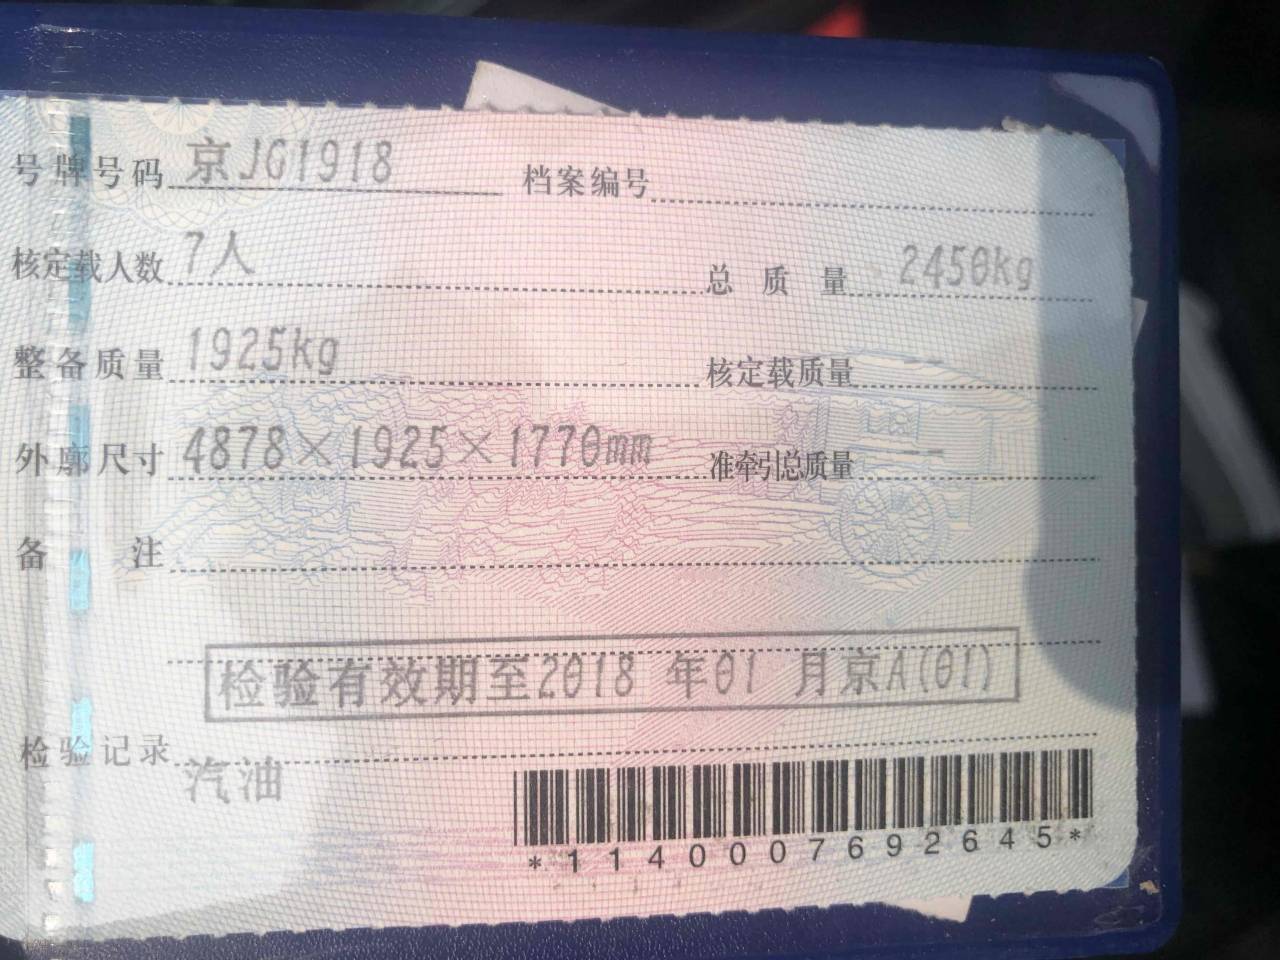 号牌号码 京JG1918 档案编号
核定载人数 7人 总质量 2450kg
整备质量 1925kg 核定载质量 --
外廓尺寸 4878×1925×1770mm 准牵引总质量 --
备注
检验有效期至2018 年01 月京A(01)
检验记录
汽油
*1140007692645*